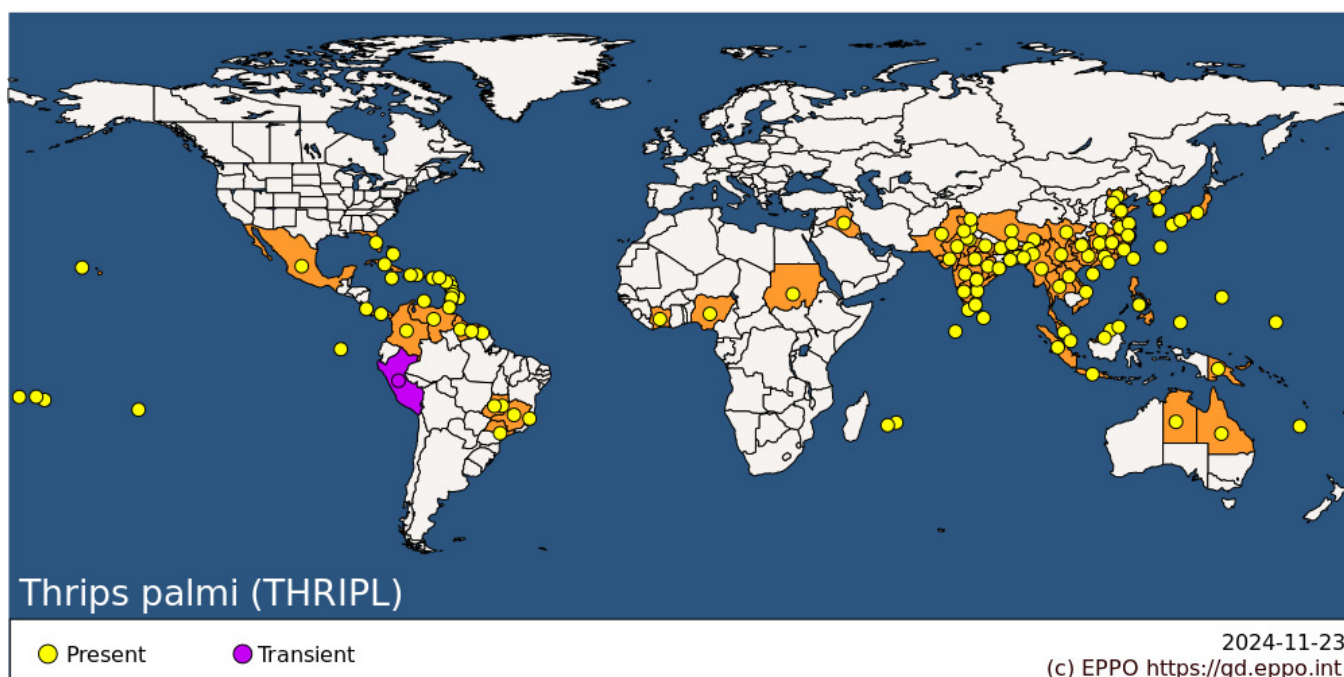 Thrips palmi (THRIPL)
Present
Transient
2024-11-23
(c) EPPO https://gd.eppo.int